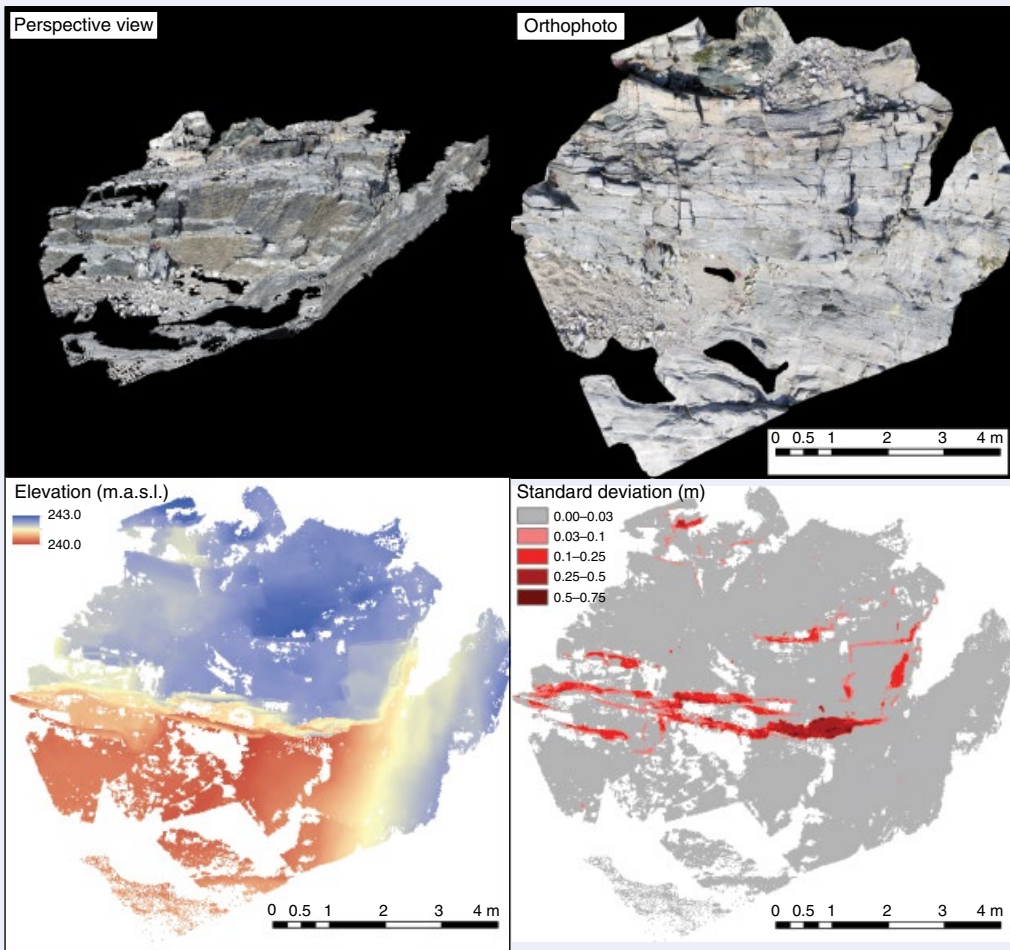 Perspective view
Orthophoto
0 0.5 1 2 3 4 m
Elevation (m.a.s.l.)
243.0
240.0
0 0.5 1 2 3 4 m
Standard deviation (m)
0.00–0.03
0.03–0.1
0.1–0.25
0.25–0.5
0.5–0.75
0 0.5 1 2 3 4 m